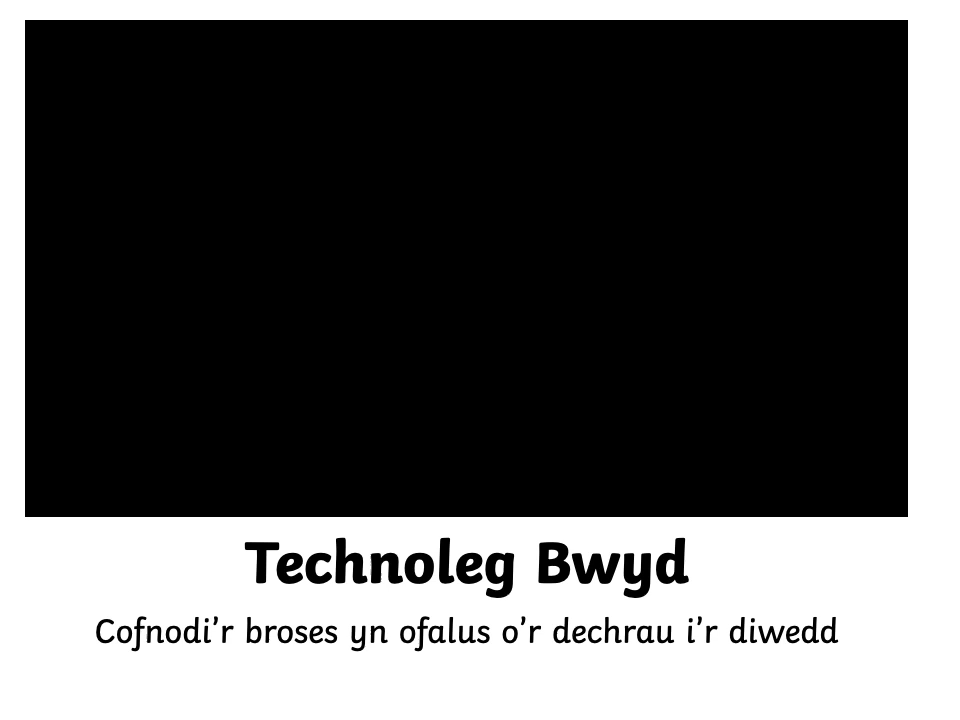 Technoleg Bwyd
Cofnodi’r broses yn ofalus o’r dechrau i’r diwedd